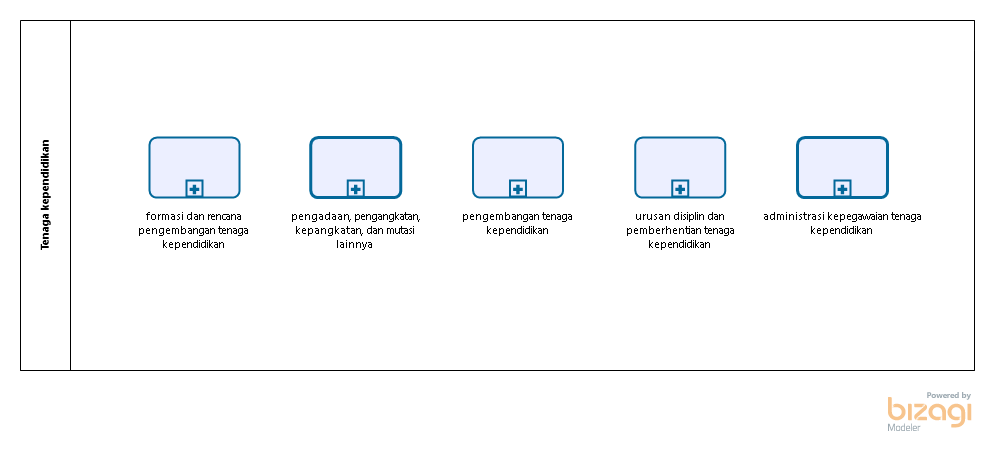 Tenaga kependidikan
formasi dan rencana
pengembangan tenaga
kependidikan
pengadaan, pengangkatan,
kepangkatan, dan mutasi
lainnya
pengembangan tenaga
kependidikan
urusan disiplin dan
pemberhentian tenaga
kependidikan
administrasi kepegawaian tenaga
kependidikan
Powered by
bizagi
Modeler